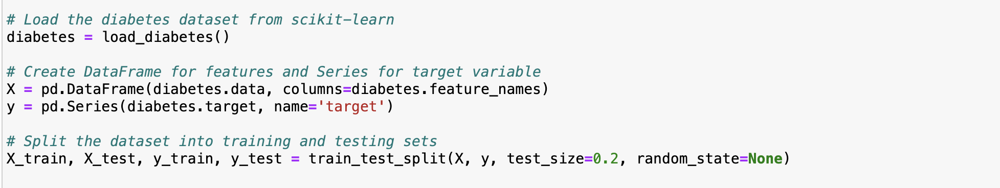 # Load the diabetes dataset from scikit-learn
diabetes = load_diabetes()
# Create DataFrame for features and Series for target variable
X = pd.DataFrame(diabetes.data, columns=diabetes.feature_names)
y = pd.Series(diabetes.target, name='target')
# Split the dataset into training and testing sets
X_train, X_test, y_train, y_test = train_test_split(X, y, test_size=0.2, random_state=None)